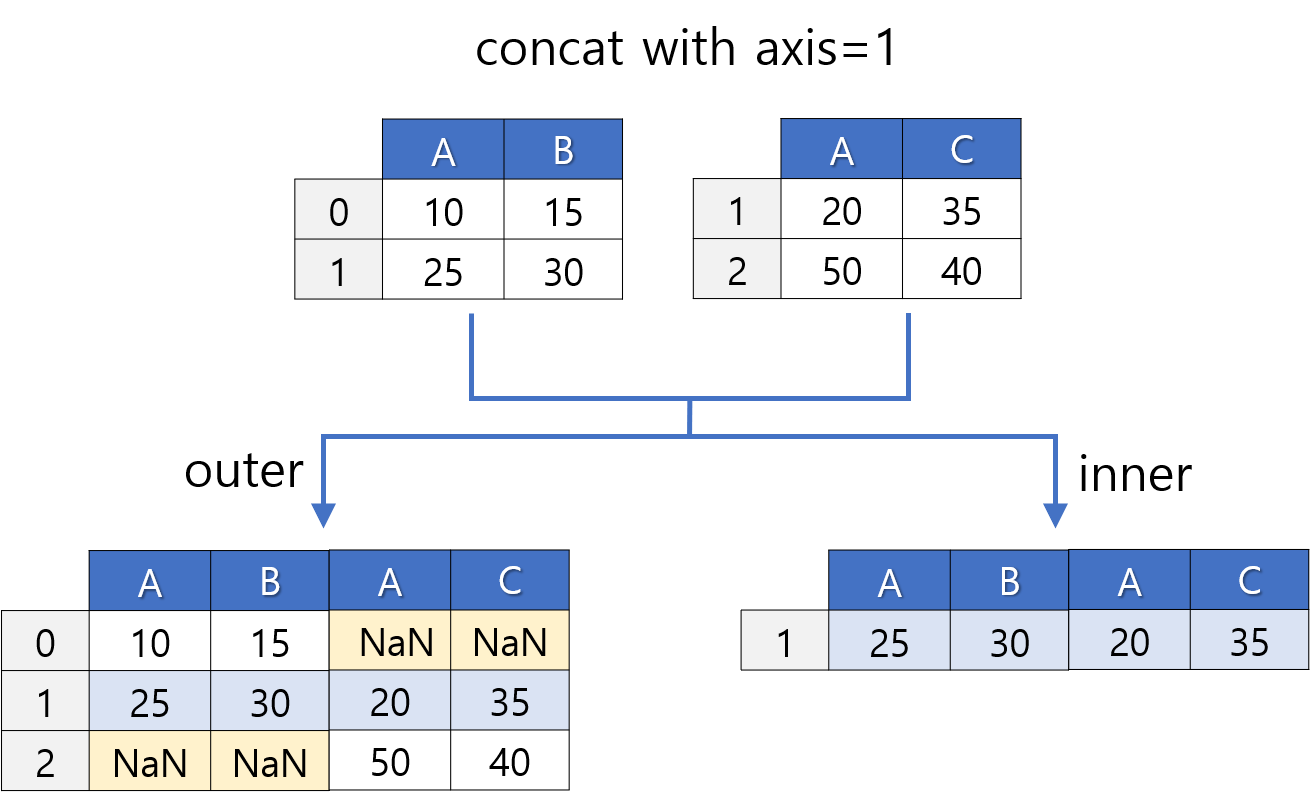 concat with axis=1
A B
0 10 15
1 25 30
A C
1 20 35
2 50 40
outer
inner
A B A C
0 10 15 NaN NaN
1 25 30 20 35
2 NaN NaN 50 40
A B A C
1 25 30 20 35